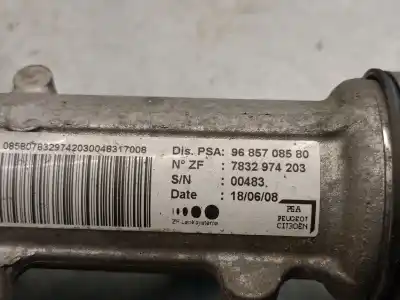 0858078329742030048317008
Dis. PSA: 96 857 085 80
N° ZF : 7832 974 203
S/N : 00483
Date : 18/06/08
ZF Lenksysteme
PSA
PEUGEOT
CITROËN